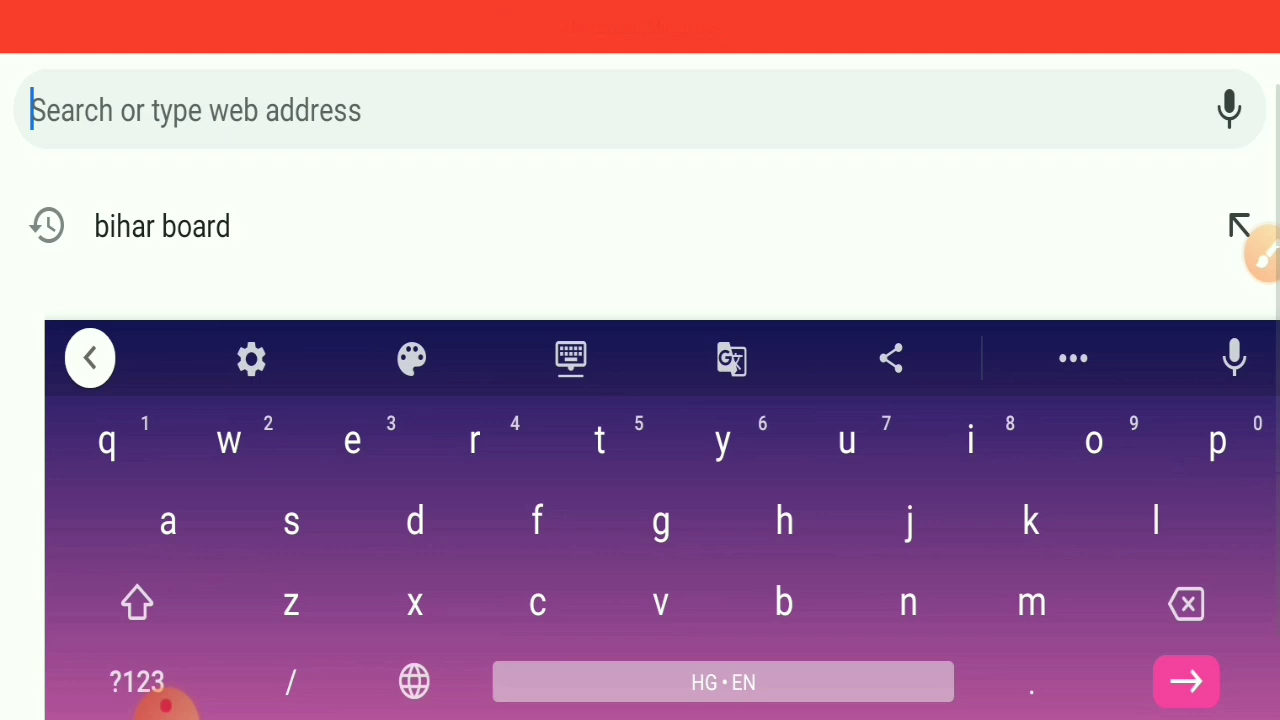 Search or type web address
bihar board
q 1 w 2 e 3 r 4 t 5 y 6 u 7 i 8 o 9 p 0
a s d f g h j k l
z x c v b n m
?123 / HG • EN .